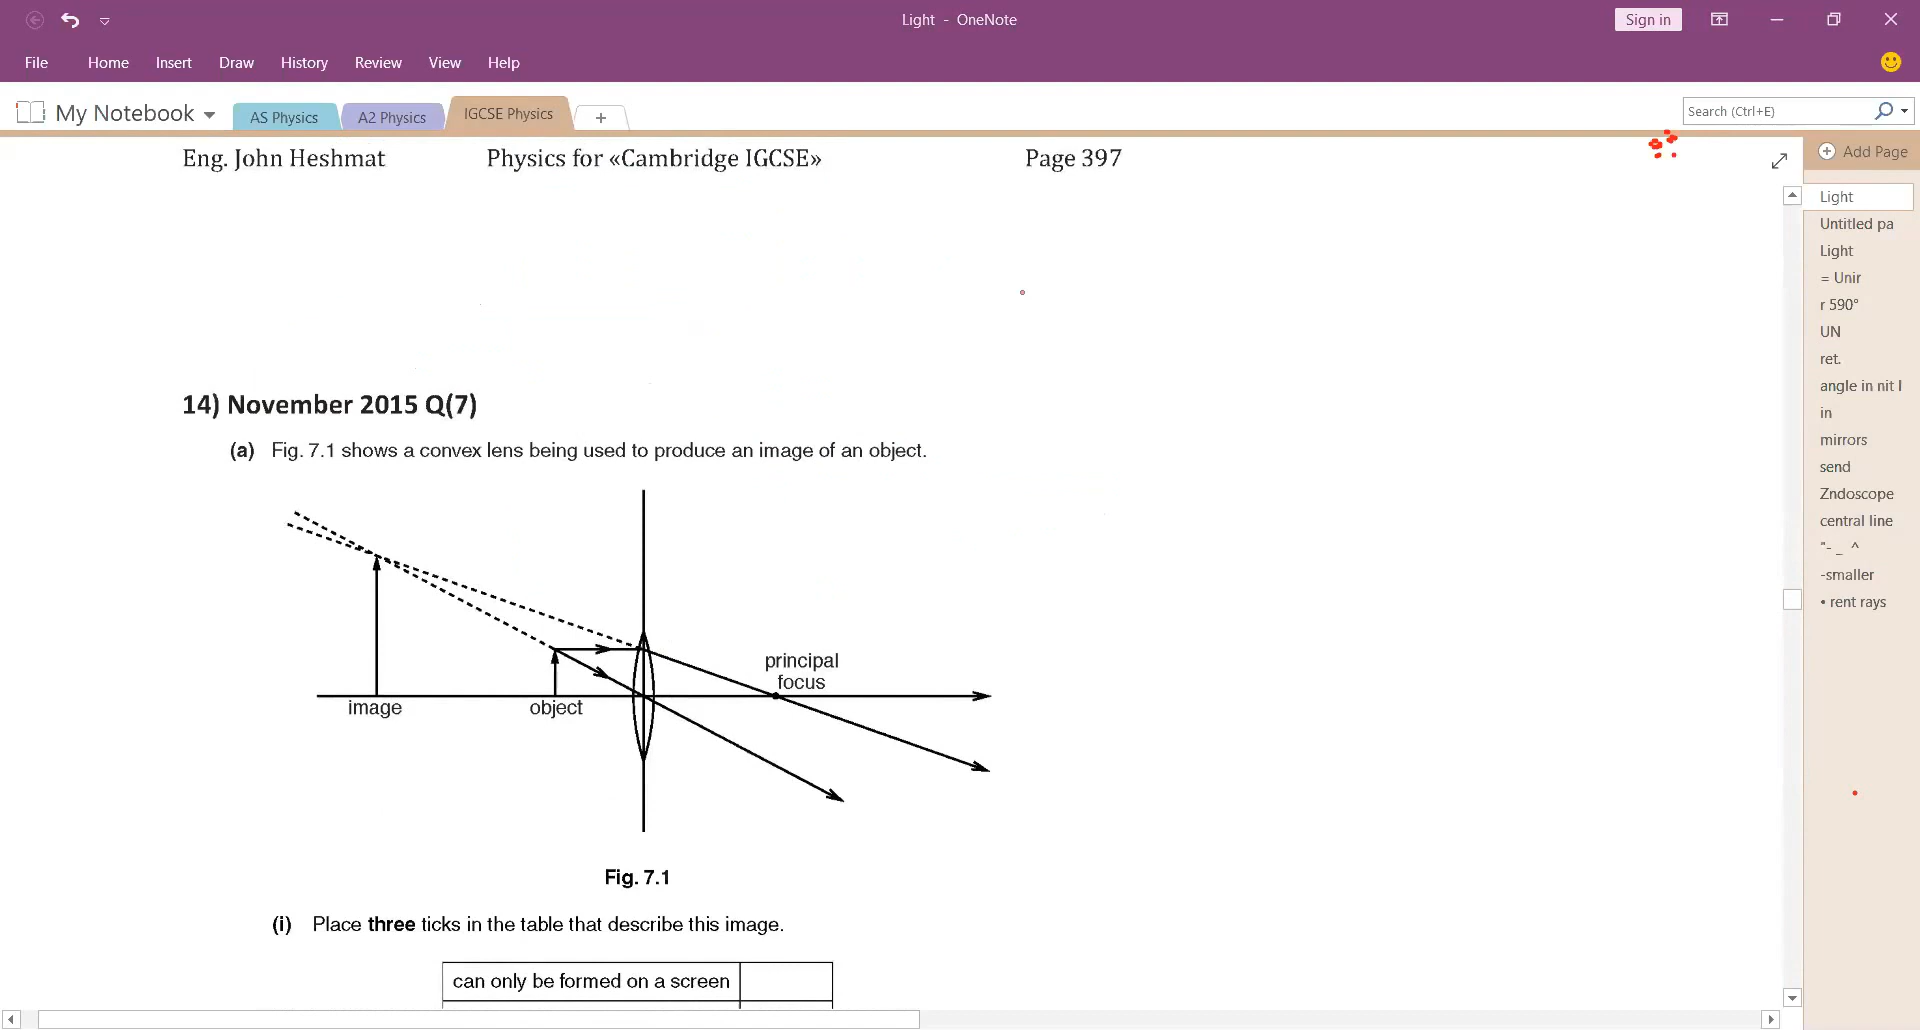 Light - OneNote
Sign in
File Home Insert Draw History Review View Help
My Notebook
AS Physics
A2 Physics
IGCSE Physics
+
Search (Ctrl+E)
Eng. John Heshmat Physics for «Cambridge IGCSE» Page 397
Add Page
Light
Untitled pa
Light
= Unir
r 590°
UN
ret.
angle in nit I
in
mirrors
send
Zndoscope
central line
"- _ ^
-smaller
• rent rays
14) November 2015 Q(7)
(a) Fig. 7.1 shows a convex lens being used to produce an image of an object.
principal
focus
image
object
Fig. 7.1
(i) Place three ticks in the table that describe this image.
can only be formed on a screen